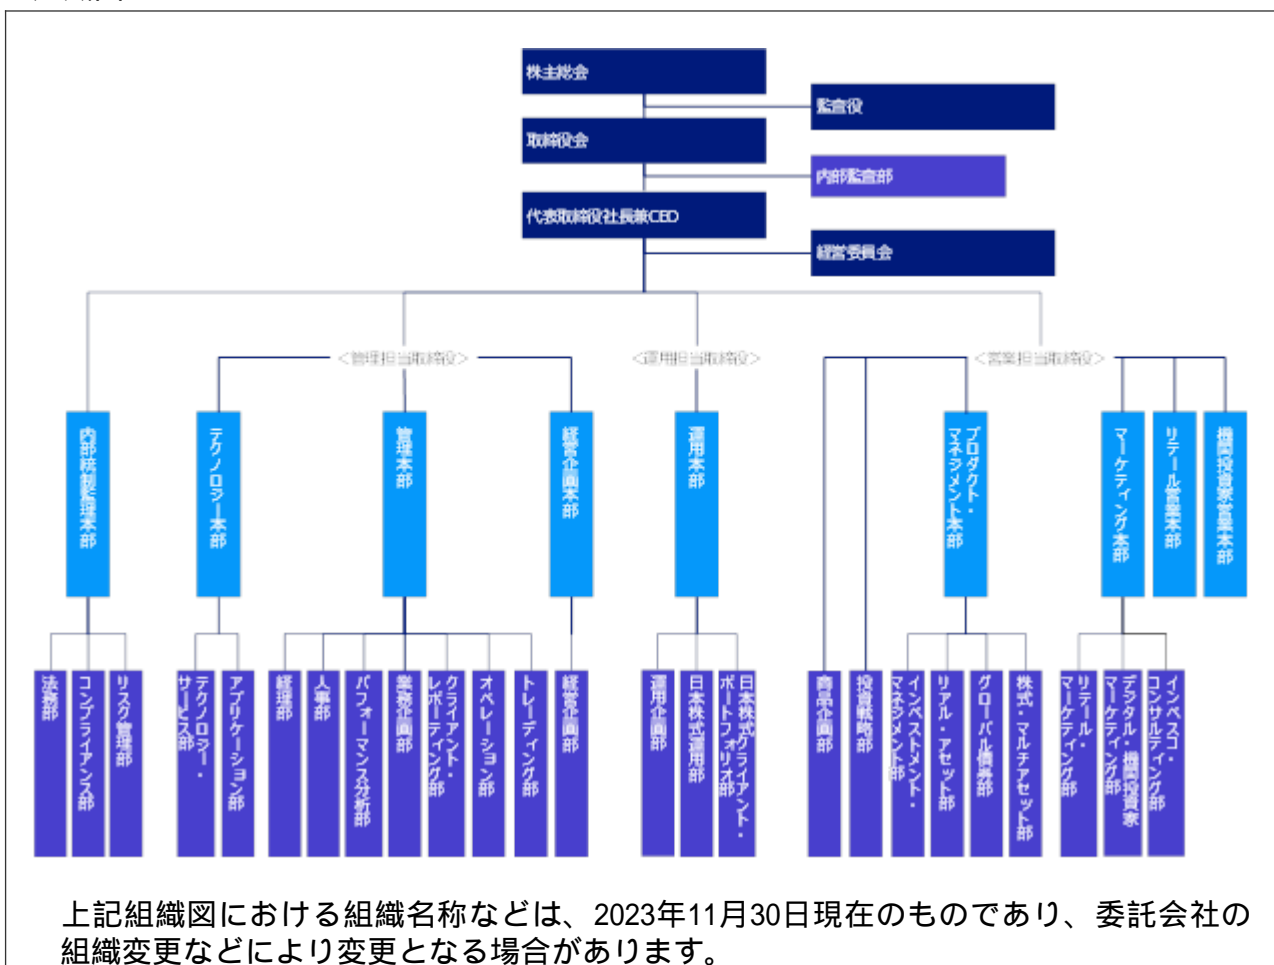 株主総会
監査役
取締役会
内部監査部
代表取締役社長兼CEO
経営委員会
<管理担当取締役>
<運用担当取締役>
<営業担当取締役>
内部統制監理本部
テクノロジー本部
管理本部
経営企画本部
運用本部
プロダクト・
マネジメント本部
マーケティング本部
リテール営業本部
機関投資家営業本部
法務部
コンプライアンス部
リスク管理部
テクノロジー・
サービス部
アプリケーション部
経理部
人事部
パフォーマンス分析部
業務企画部
クライアント・
レポーティング部
オペレーション部
トレーディング部
経営企画部
運用企画部
日本株式運用部
日本株式クライアント・
ポートフォリオ部
商品企画部
投資戦略部
インベストメント・
マネジメント部
リアル・アセット部
グローバル債券部
株式・マルチアセット部
リテール・
マーケティング部
デジタル・機関投資家
マーケティング部
インベスコ・
コンサルティング部
上記組織図における組織名称などは、2023年11月30日現在のものであり、委託会社の
組織変更などにより変更となる場合があります。